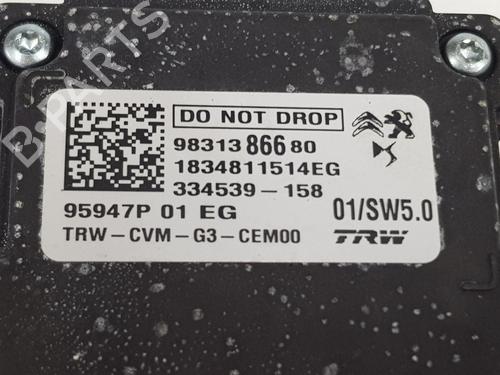 DO NOT DROP
98313 866 80
1834811514EG
334539-158
95947P 01 EG
01/SW5.0
TRW-CVM-G3-CEM00
TRW
B-PARTS